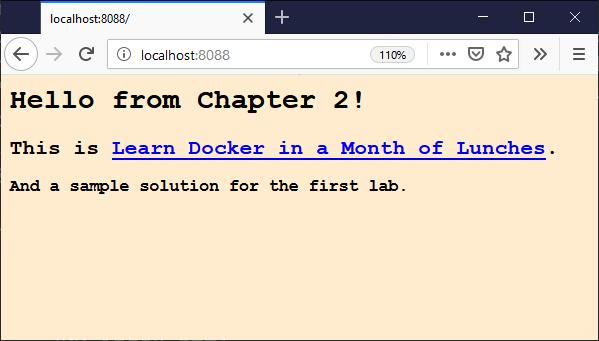 localhost:8088/
localhost:8088
110%
Hello from Chapter 2!
This is Learn Docker in a Month of Lunches.
And a sample solution for the first lab.